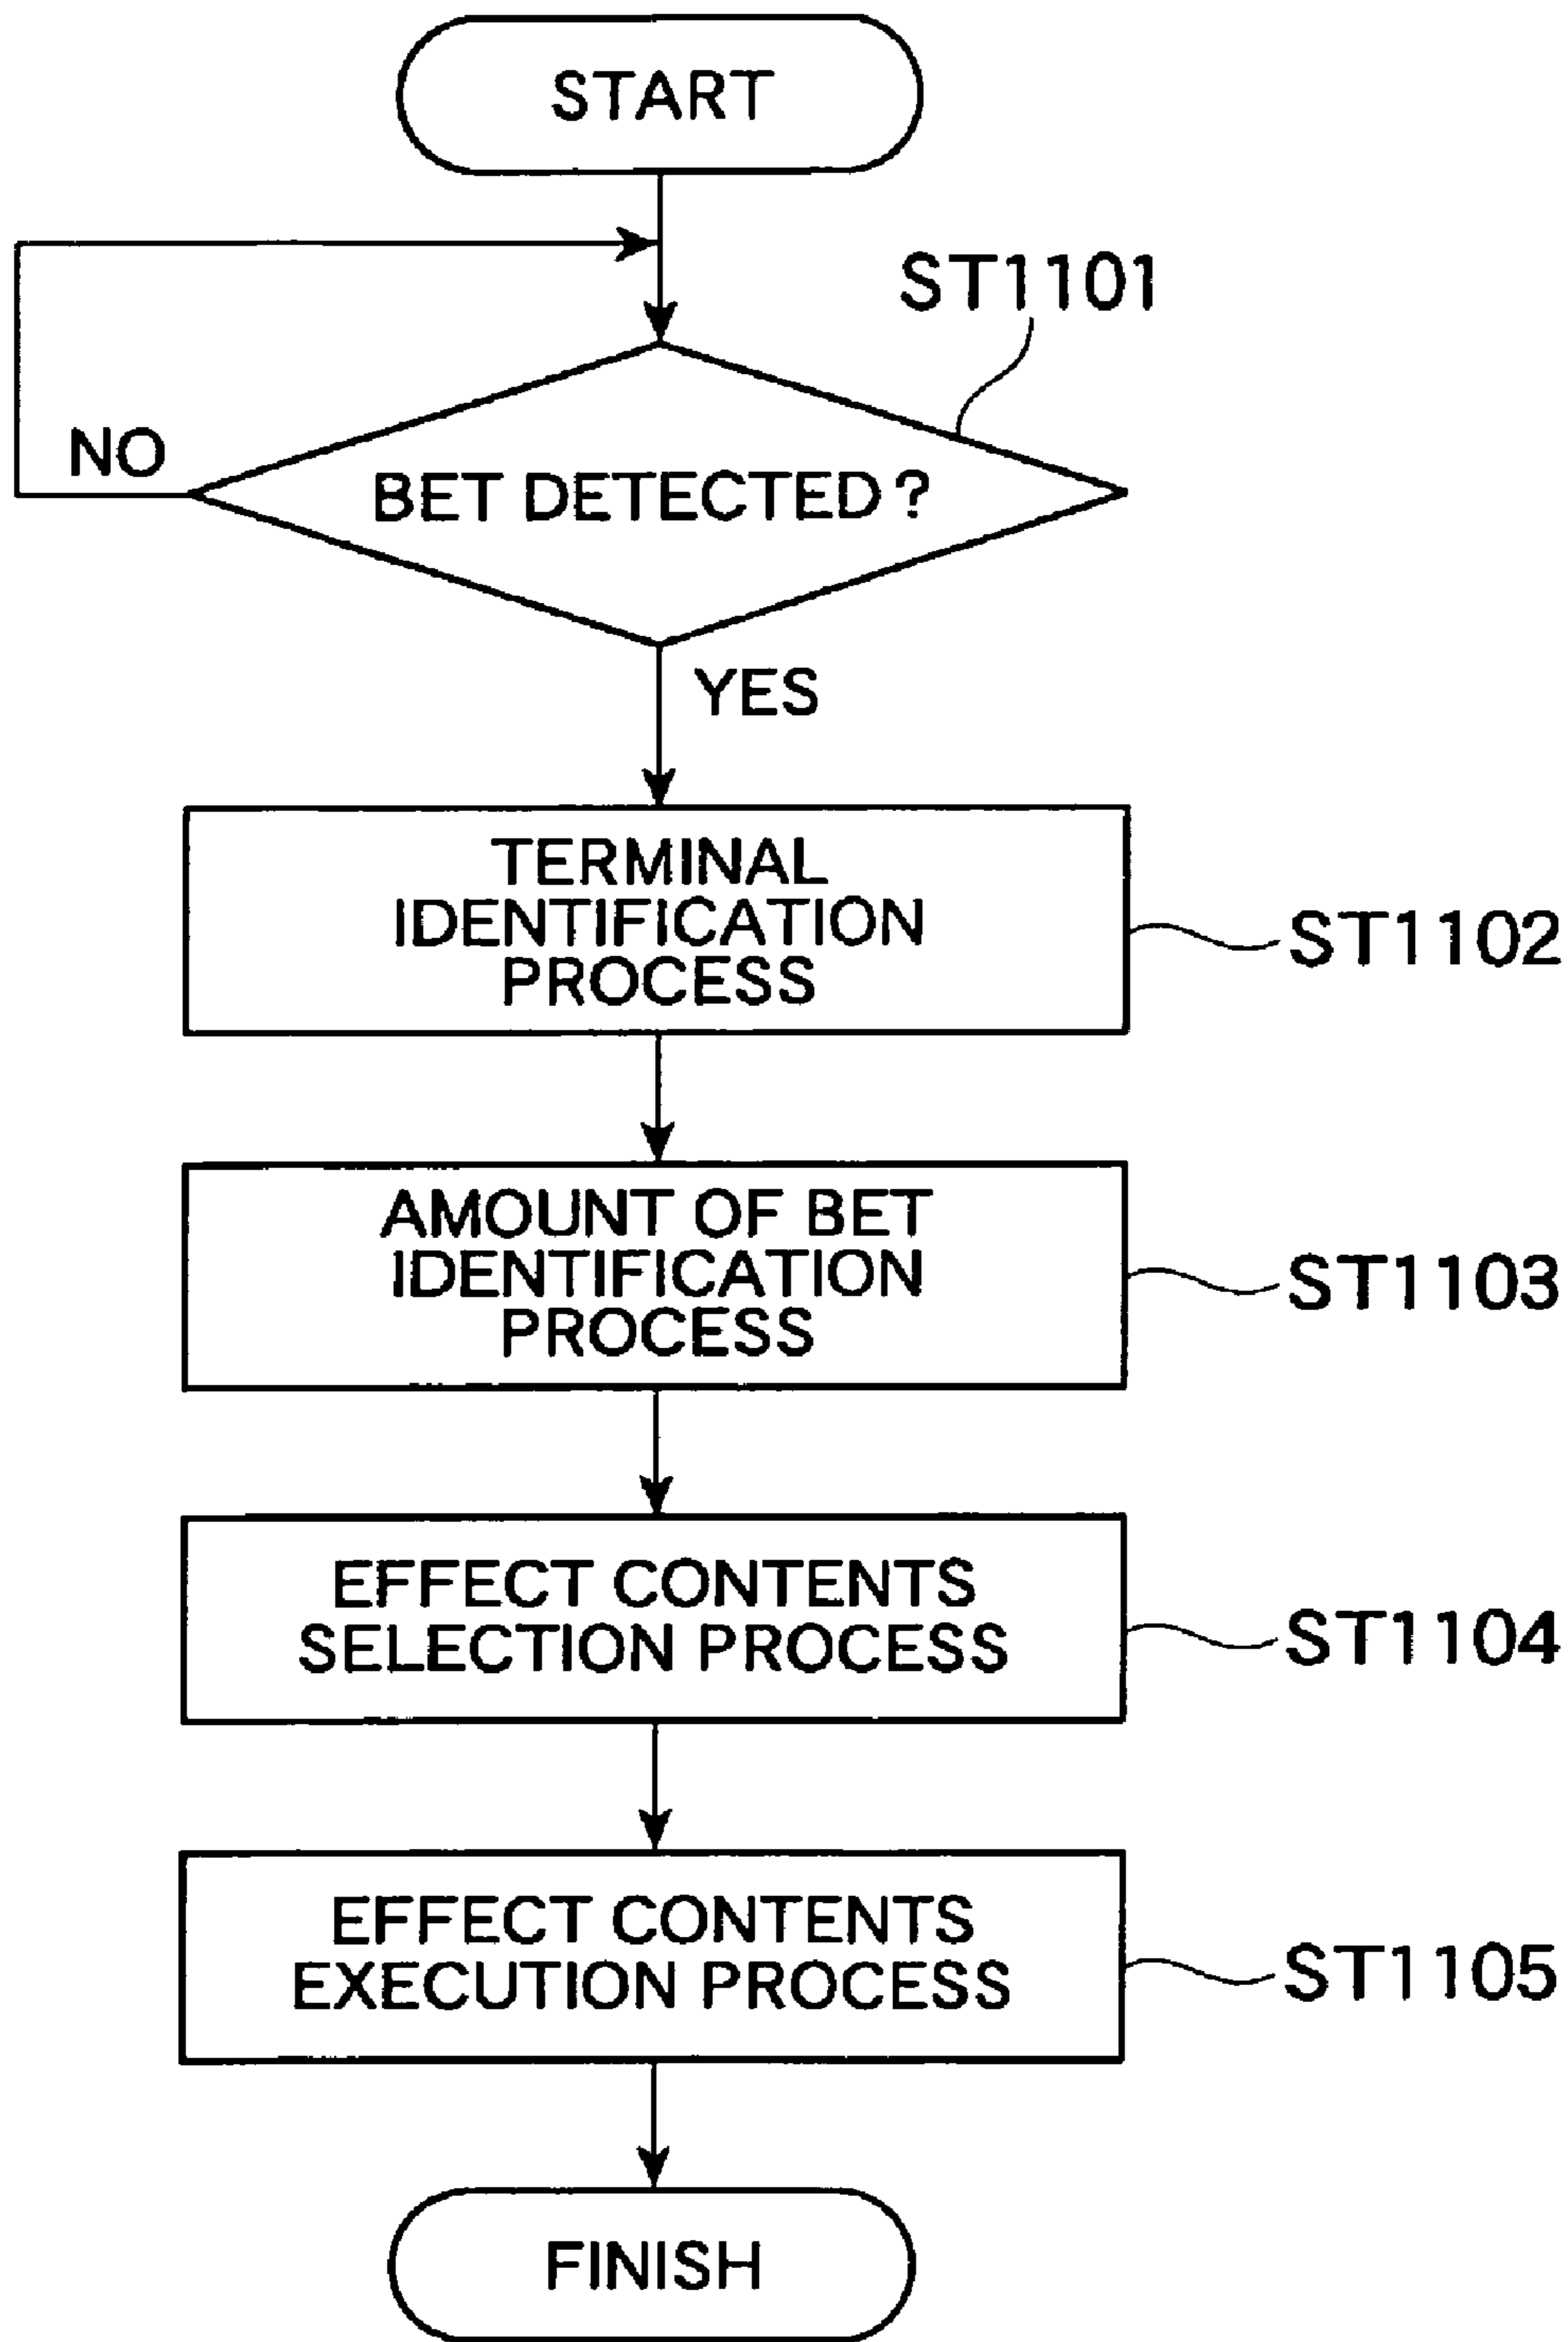 START
ST1101
NO
BET DETECTED?
YES
TERMINAL
IDENTIFICATION
PROCESS
ST1102
AMOUNT OF BET
IDENTIFICATION
PROCESS
ST1103
EFFECT CONTENTS
SELECTION PROCESS
ST1104
EFFECT CONTENTS
EXECUTION PROCESS
ST1105
FINISH